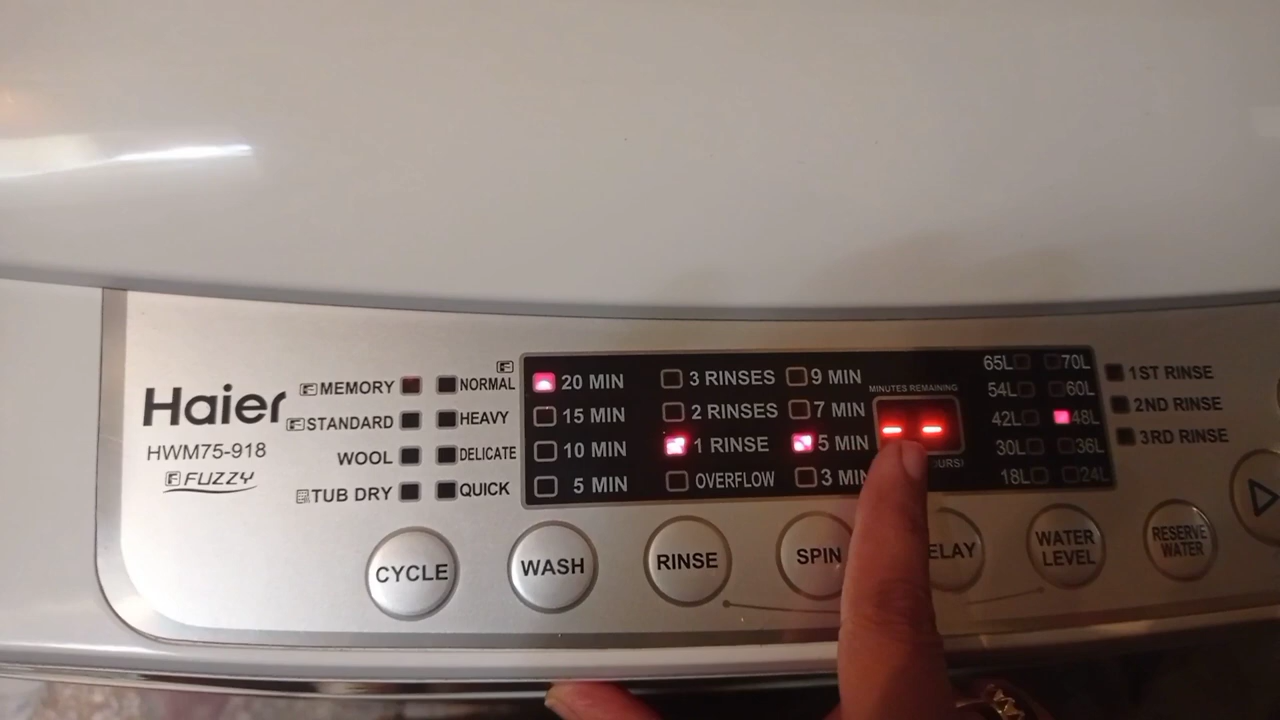 Haier
HWM75-918
F FUZZY
F MEMORY
F STANDARD
WOOL
TUB DRY
F
NORMAL
HEAVY
DELICATE
QUICK
20 MIN
15 MIN
10 MIN
5 MIN
3 RINSES
2 RINSES
1 RINSE
OVERFLOW
9 MIN
7 MIN
5 MIN
3 MIN
MINUTES REMAINING
--
65L 70L
54L 60L
42L 48L
30L 36L
18L 24L
1ST RINSE
2ND RINSE
3RD RINSE
CYCLE
WASH
RINSE
SPIN
WATER
LEVEL
RESERVE
WATER